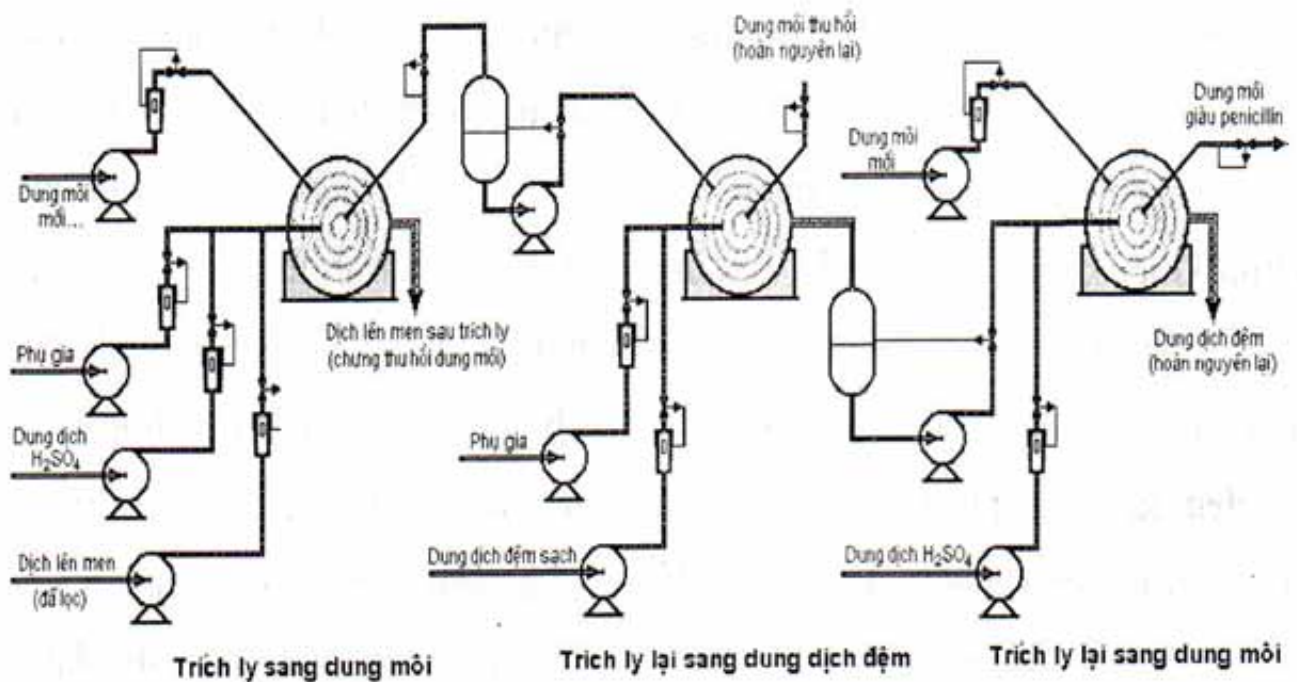 Dung môi thu hồi
(hoàn nguyên lại)
Dung môi
giàu penicillin
Dung môi
mới....
Dung môi
mới
Dịch lên men sau trích ly
(chưng thu hồi dung môi)
Dung dịch đệm
(hoàn nguyên lại)
Phụ gia
Phụ gia
Dung dịch
H₂SO₄
Dịch lên men
(đã lọc)
Dung dịch đệm sạch
Dung dịch H₂SO₄
Trích ly sang dung môi
Trích ly lại sang dung dịch đệm
Trích ly lại sang dung môi